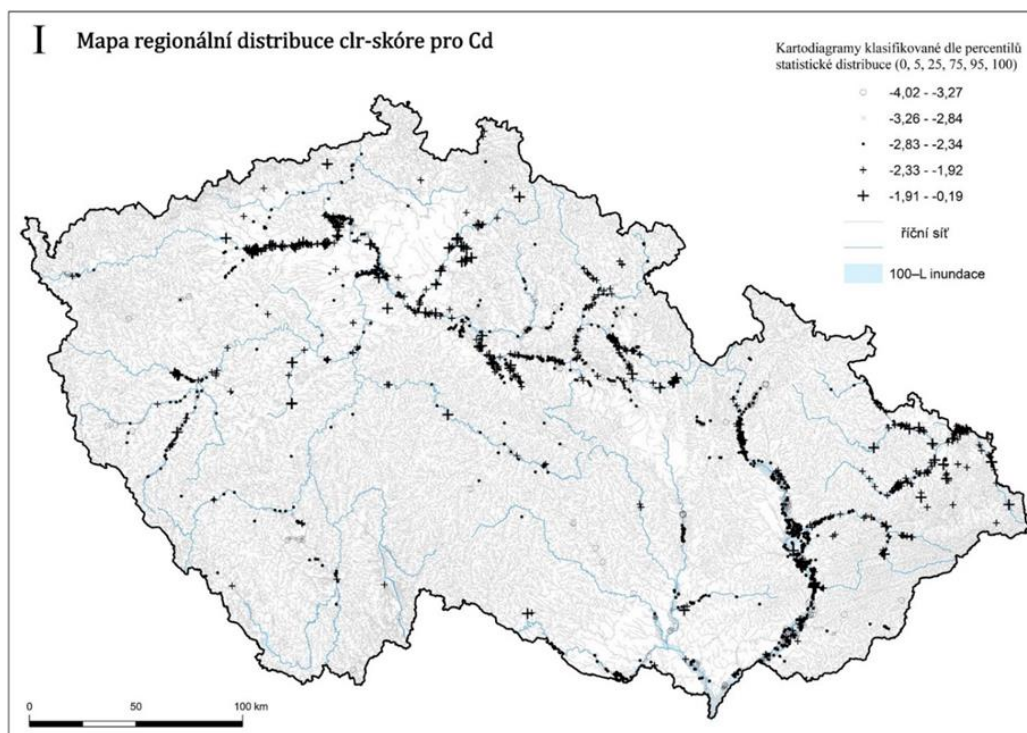 I Mapa regionální distribuce clr-skóre pro Cd
Kartodiagramy klasifikované dle percentilů
statistické distribuce (0, 5, 25, 75, 95, 100)
-4,02 - -3,27
-3,26 - -2,84
-2,83 - -2,34
-2,33 - -1,92
-1,91 - -0,19
říční síť
100–L inundace
0 50 100 km